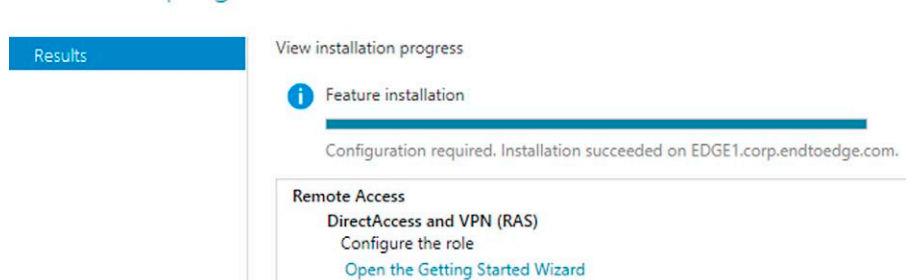 Results
View installation progress
Feature installation
Configuration required. Installation succeeded on EDGE1.corp.endtoedge.com.
Remote Access
DirectAccess and VPN (RAS)
Configure the role
Open the Getting Started Wizard